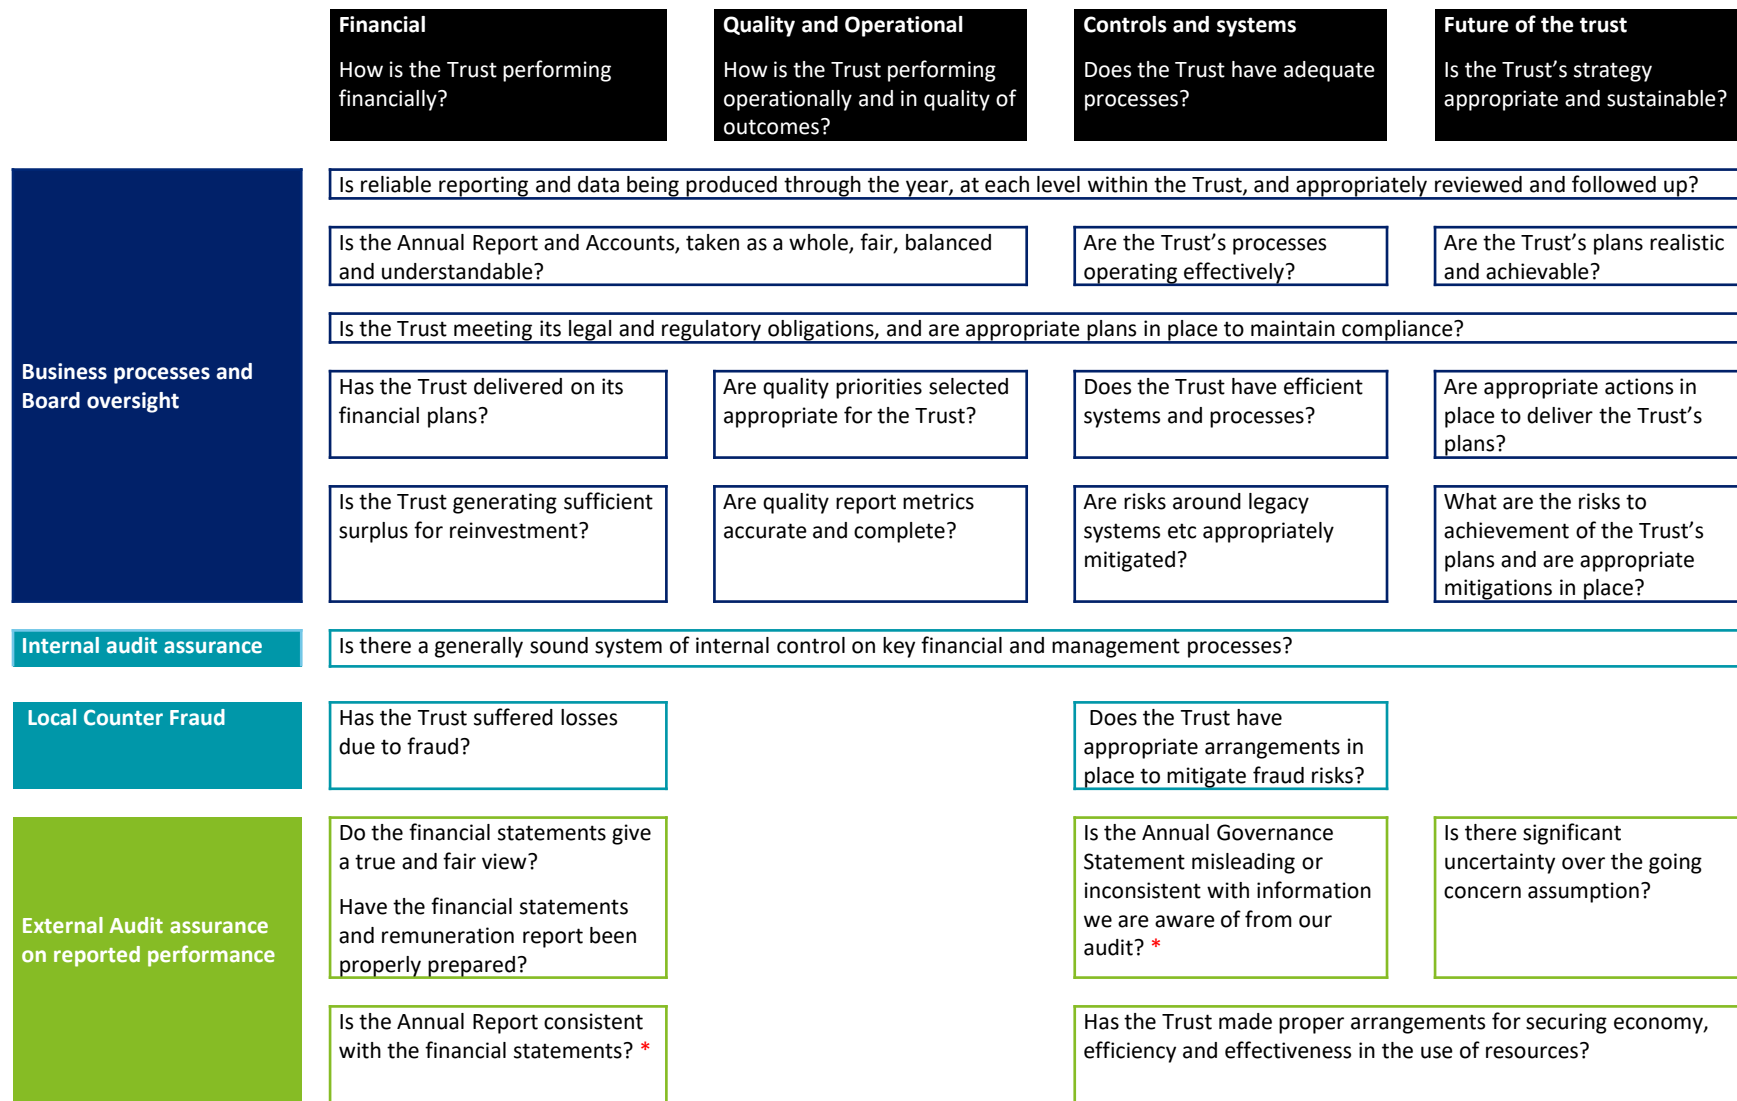 Financial
How is the Trust performing
financially?
Quality and Operational
How is the Trust performing
operationally and in quality of
outcomes?
Controls and systems
Does the Trust have adequate
processes?
Future of the trust
Is the Trust's strategy
appropriate and sustainable?
Business processes and
Board oversight
Is reliable reporting and data being produced through the year, at each level within the Trust, and appropriately reviewed and followed up?
Is the Annual Report and Accounts, taken as a whole, fair, balanced
and understandable?
Are the Trust's processes
operating effectively?
Are the Trust's plans realistic
and achievable?
Is the Trust meeting its legal and regulatory obligations, and are appropriate plans in place to maintain compliance?
Has the Trust delivered on its
financial plans?
Are quality priorities selected
appropriate for the Trust?
Does the Trust have efficient
systems and processes?
Are appropriate actions in
place to deliver the Trust's
plans?
Is the Trust generating sufficient
surplus for reinvestment?
Are quality report metrics
accurate and complete?
Are risks around legacy
systems etc appropriately
mitigated?
What are the risks to
achievement of the Trust's
plans and are appropriate
mitigations in place?
Internal audit assurance
Is there a generally sound system of internal control on key financial and management processes?
Local Counter Fraud
Has the Trust suffered losses
due to fraud?
Does the Trust have
appropriate arrangements in
place to mitigate fraud risks?
External Audit assurance
on reported performance
Do the financial statements give
a true and fair view?
Have the financial statements
and remuneration report been
properly prepared?
Is the Annual Governance
Statement misleading or
inconsistent with information
we are aware of from our
audit? *
Is there significant
uncertainty over the going
concern assumption?
Is the Annual Report consistent
with the financial statements? *
Has the Trust made proper arrangements for securing economy,
efficiency and effectiveness in the use of resources?